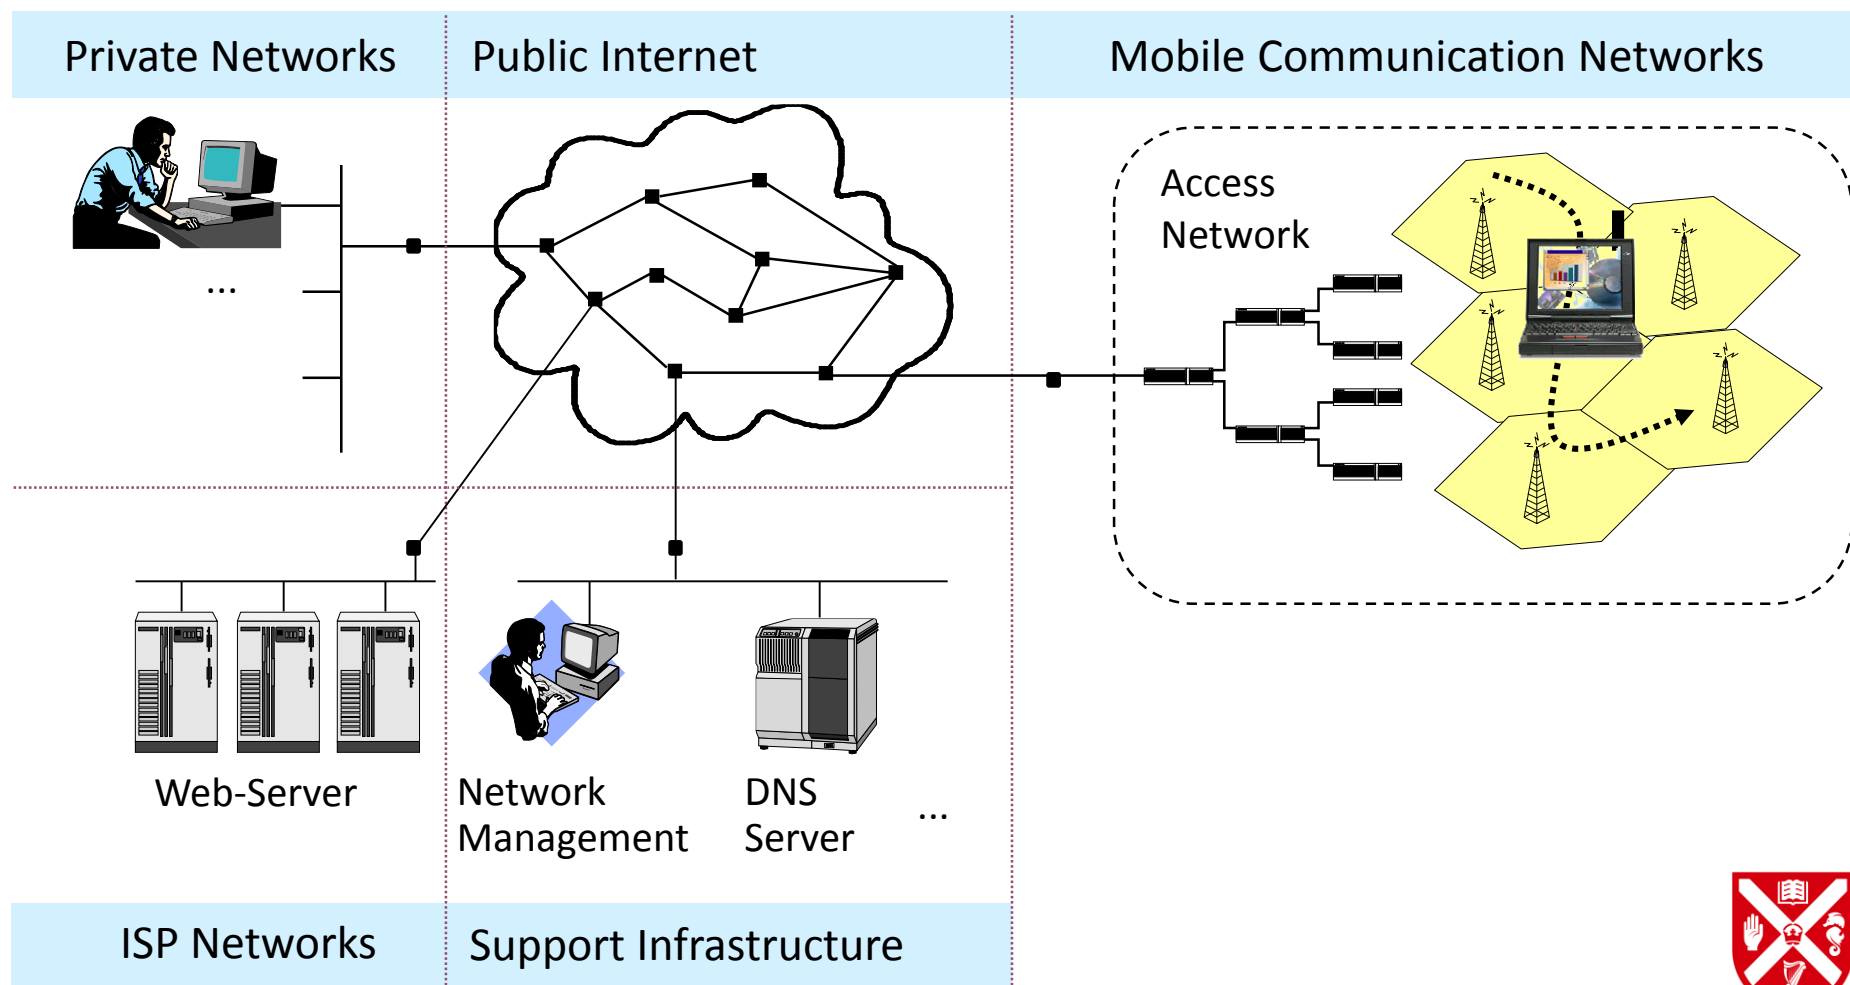 Private Networks
Public Internet
Mobile Communication Networks
...
Access
Network
Web-Server
Network
Management
DNS
Server
...
ISP Networks
Support Infrastructure